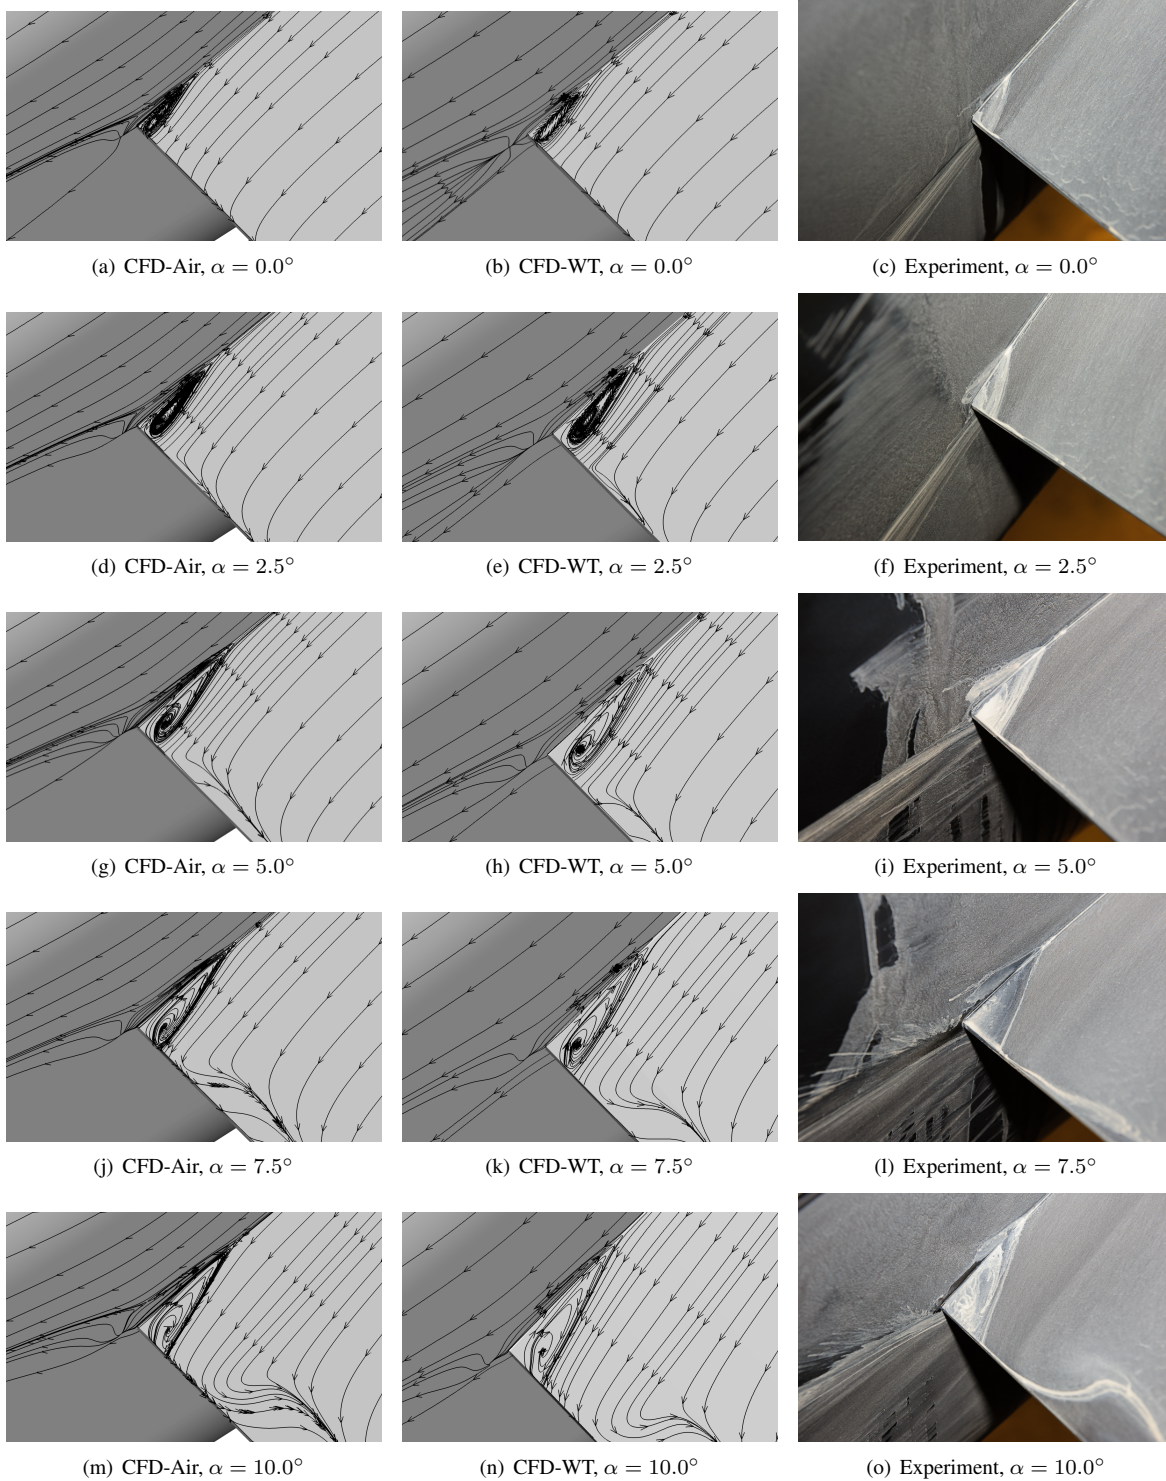 (a) CFD-Air, α = 0.0°
(b) CFD-WT, α = 0.0°
(c) Experiment, α = 0.0°
(d) CFD-Air, α = 2.5°
(e) CFD-WT, α = 2.5°
(f) Experiment, α = 2.5°
(g) CFD-Air, α = 5.0°
(h) CFD-WT, α = 5.0°
(i) Experiment, α = 5.0°
(j) CFD-Air, α = 7.5°
(k) CFD-WT, α = 7.5°
(l) Experiment, α = 7.5°
(m) CFD-Air, α = 10.0°
(n) CFD-WT, α = 10.0°
(o) Experiment, α = 10.0°